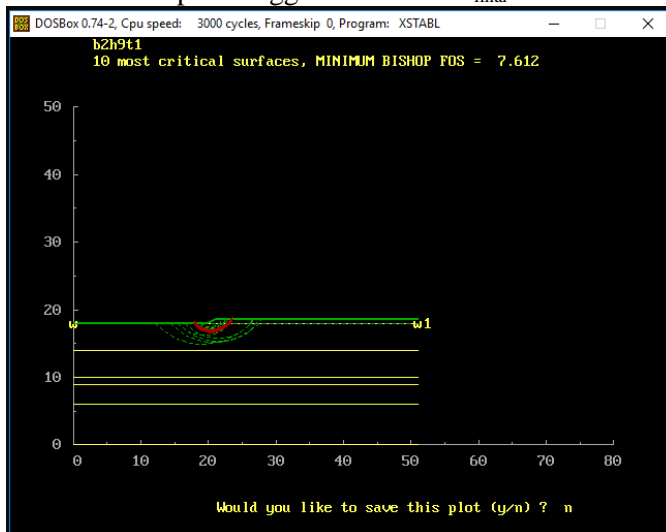 final
DOSBox 0.74-2, Cpu speed: 3000 cycles, Frameskip 0, Program: XSTABL
b2h9t1
10 most critical surfaces, MINIMUM BISHOP FOS = 7.612
50
40
30
20
w w1
10
0
0 10 20 30 40 50 60 70 80
Would you like to save this plot (y/n) ? n